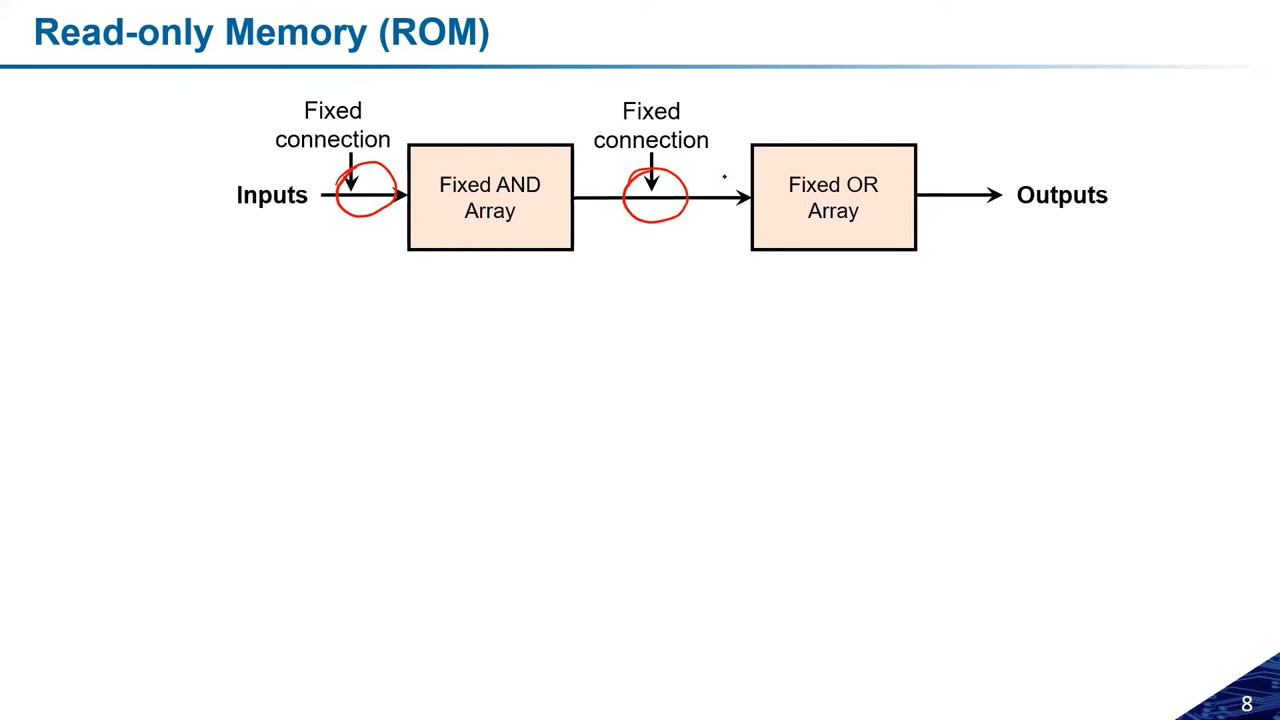 Read-only Memory (ROM)
Fixed
connection
Fixed
connection
Inputs
Fixed AND
Array
Fixed OR
Array
Outputs
8